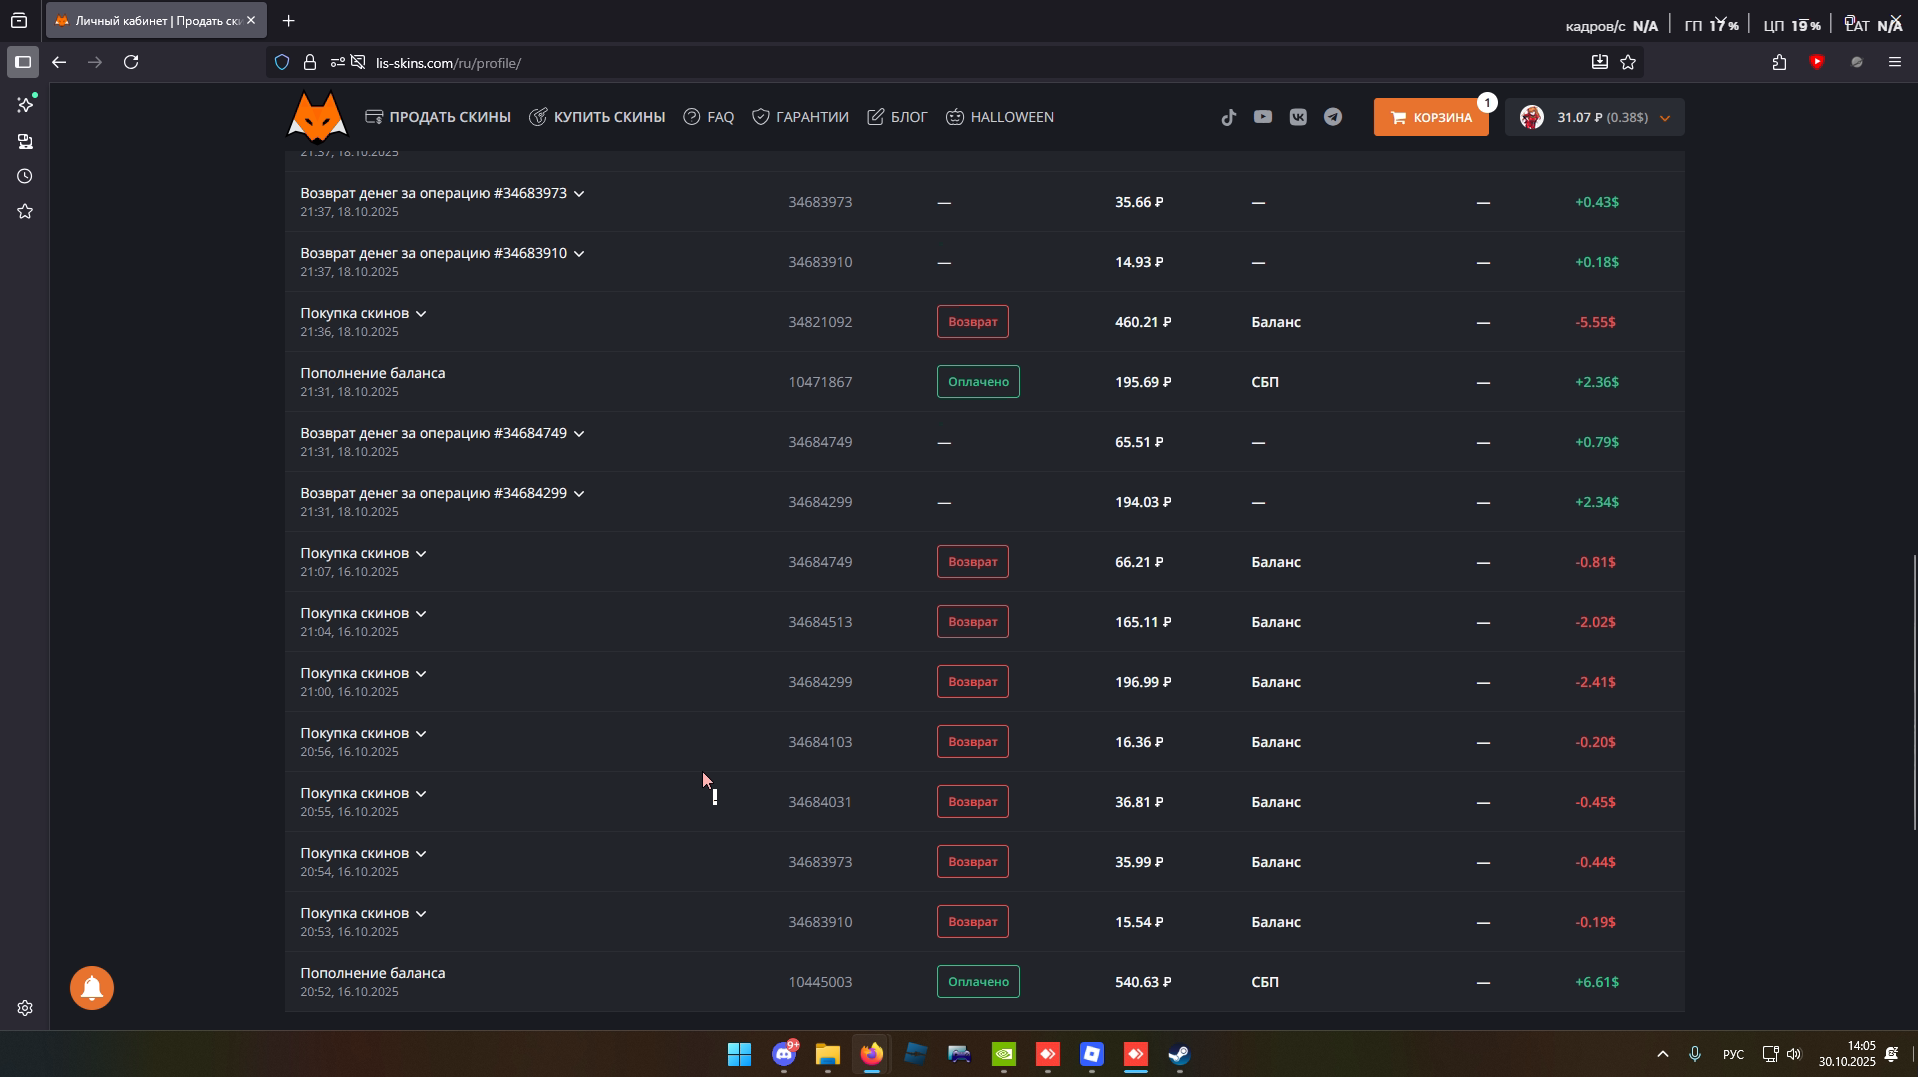 Личный кабинет | Продать ск
кадров/с N/A ГП 17% ЦП 19% LAT N/A
lis-skins.com/ru/profile/
ПРОДАТЬ СКИНЫ КУПИТЬ СКИНЫ FAQ ГАРАНТИИ БЛОГ HALLOWEEN КОРЗИНА 1 31.07 ₽ (0.38$)
21:37, 18.10.2025
Возврат денег за операцию #34683973 34683973 — 35.66 ₽ — — +0.43$
21:37, 18.10.2025
Возврат денег за операцию #34683910 34683910 — 14.93 ₽ — — +0.18$
21:37, 18.10.2025
Покупка скинов 34821092 Возврат 460.21 ₽ Баланс — -5.55$
21:36, 18.10.2025
Пополнение баланса 10471867 Оплачено 195.69 ₽ СБП — +2.36$
21:31, 18.10.2025
Возврат денег за операцию #34684749 34684749 — 65.51 ₽ — — +0.79$
21:31, 18.10.2025
Возврат денег за операцию #34684299 34684299 — 194.03 ₽ — — +2.34$
21:31, 18.10.2025
Покупка скинов 34684749 Возврат 66.21 ₽ Баланс — -0.81$
21:07, 16.10.2025
Покупка скинов 34684513 Возврат 165.11 ₽ Баланс — -2.02$
21:04, 16.10.2025
Покупка скинов 34684299 Возврат 196.99 ₽ Баланс — -2.41$
21:00, 16.10.2025
Покупка скинов 34684103 Возврат 16.36 ₽ Баланс — -0.20$
20:56, 16.10.2025
Покупка скинов 34684031 Возврат 36.81 ₽ Баланс — -0.45$
20:55, 16.10.2025
Покупка скинов 34683973 Возврат 35.99 ₽ Баланс — -0.44$
20:54, 16.10.2025
Покупка скинов 34683910 Возврат 15.54 ₽ Баланс — -0.19$
20:53, 16.10.2025
Пополнение баланса 10445003 Оплачено 540.63 ₽ СБП — +6.61$
20:52, 16.10.2025
9+
РУС
14:05
30.10.2025